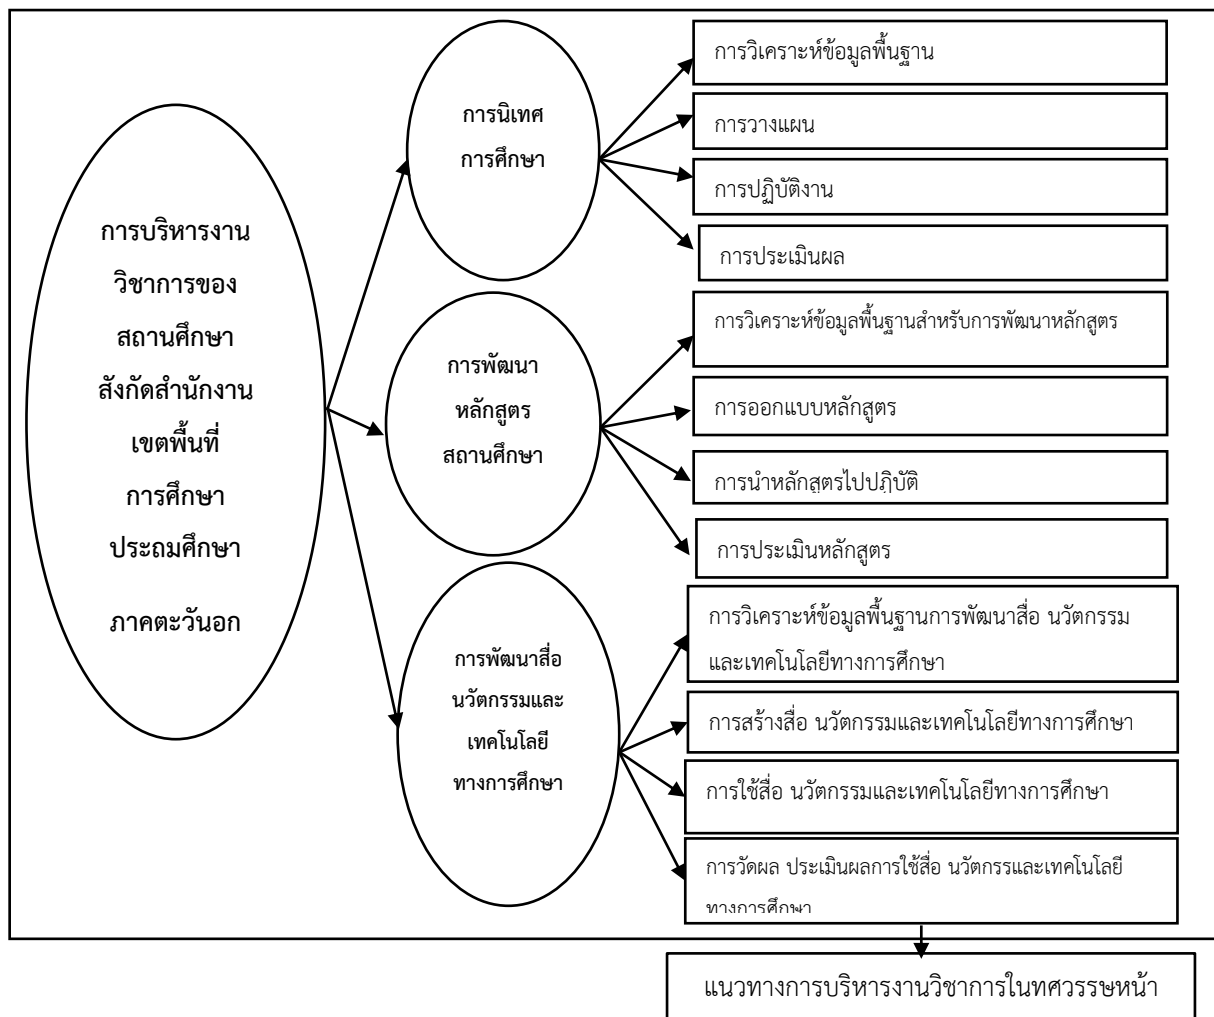 การบริหารงาน
วิชาการของ
สถานศึกษา
สังกัดสำนักงาน
เขตพื้นที่
การศึกษา
ประถมศึกษา
ภาคตะวันอก
การนิเทศ
การศึกษา
การวิเคราะห์ข้อมูลพื้นฐาน
การวางแผน
การปฏิบัติงาน
การประเมินผล
การพัฒนา
หลักสูตร
สถานศึกษา
การวิเคราะห์ข้อมูลพื้นฐานสำหรับการพัฒนาหลักสูตร
การออกแบบหลักสูตร
การนำหลักสูตรไปปฏิบัติ
การประเมินหลักสูตร
การพัฒนาสื่อ
นวัตกรรมและ
เทคโนโลยี
ทางการศึกษา
การวิเคราะห์ข้อมูลพื้นฐานการพัฒนาสื่อ นวัตกรรม
และเทคโนโลยีทางการศึกษา
การสร้างสื่อ นวัตกรรมและเทคโนโลยีทางการศึกษา
การใช้สื่อ นวัตกรรมและเทคโนโลยีทางการศึกษา
การวัดผล ประเมินผลการใช้สื่อ นวัตกรรและเทคโนโลยี
ทางการศึกษา
แนวทางการบริหารงานวิชาการในทศวรรษหน้า